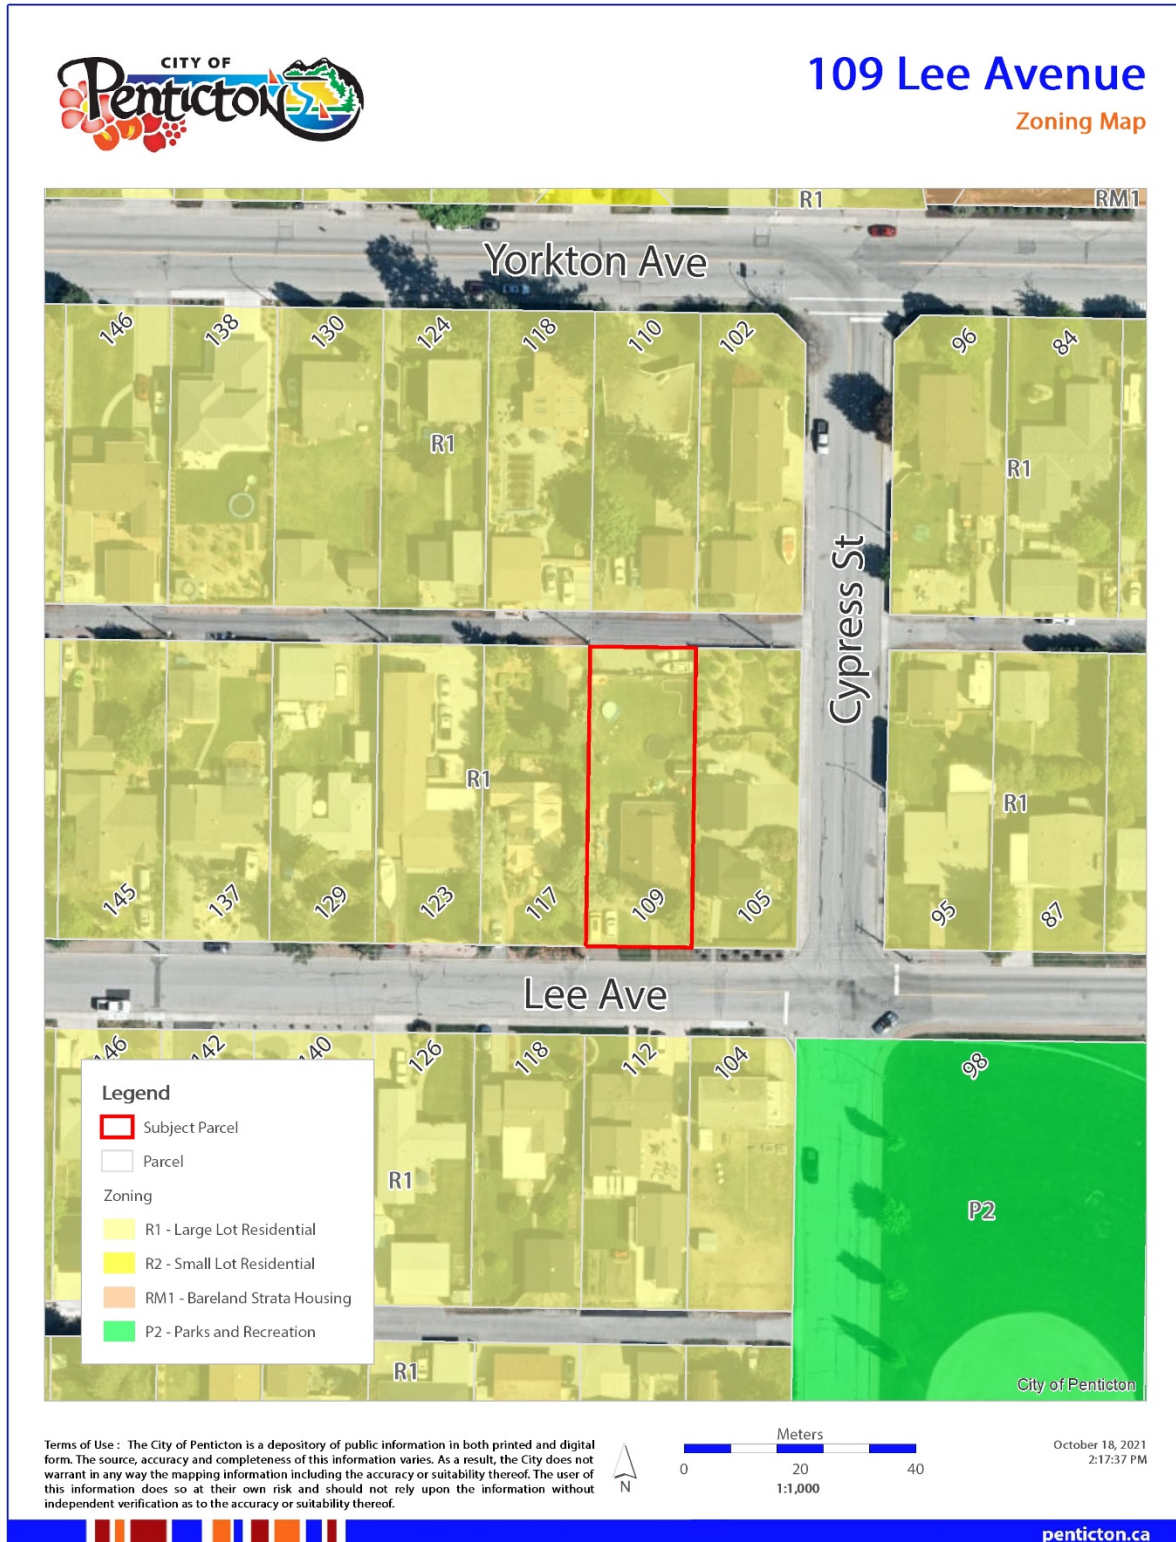 CITY OF
Penticton
109 Lee Avenue
Zoning Map
R1
RM1
Yorkton Ave
146
138
130
124
118
110
102
96
84
R1
R1
Cypress St
R1
R1
145
137
129
123
117
109
105
95
87
Lee Ave
146
142
140
126
118
112
104
98
R1
P2
R1
Legend
Subject Parcel
Parcel
Zoning
R1 - Large Lot Residential
R2 - Small Lot Residential
RM1 - Bareland Strata Housing
P2 - Parks and Recreation
City of Penticton
Terms of Use : The City of Penticton is a depository of public information in both printed and digital
form. The source, accuracy and completeness of this information varies. As a result, the City does not
warrant in any way the mapping information including the accuracy or suitability thereof. The user of
this information does so at their own risk and should not rely upon the information without
independent verification as to the accuracy or suitability thereof.
N
Meters
0 20 40
1:1,000
October 18, 2021
2:17:37 PM
penticton.ca